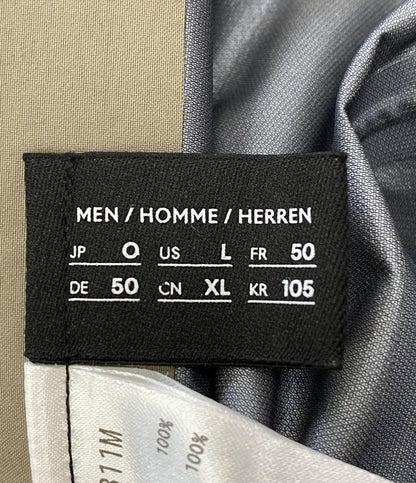 MEN / HOMME / HERREN
JP O US L FR 50
DE 50 CN XL KR 105
100%
100%